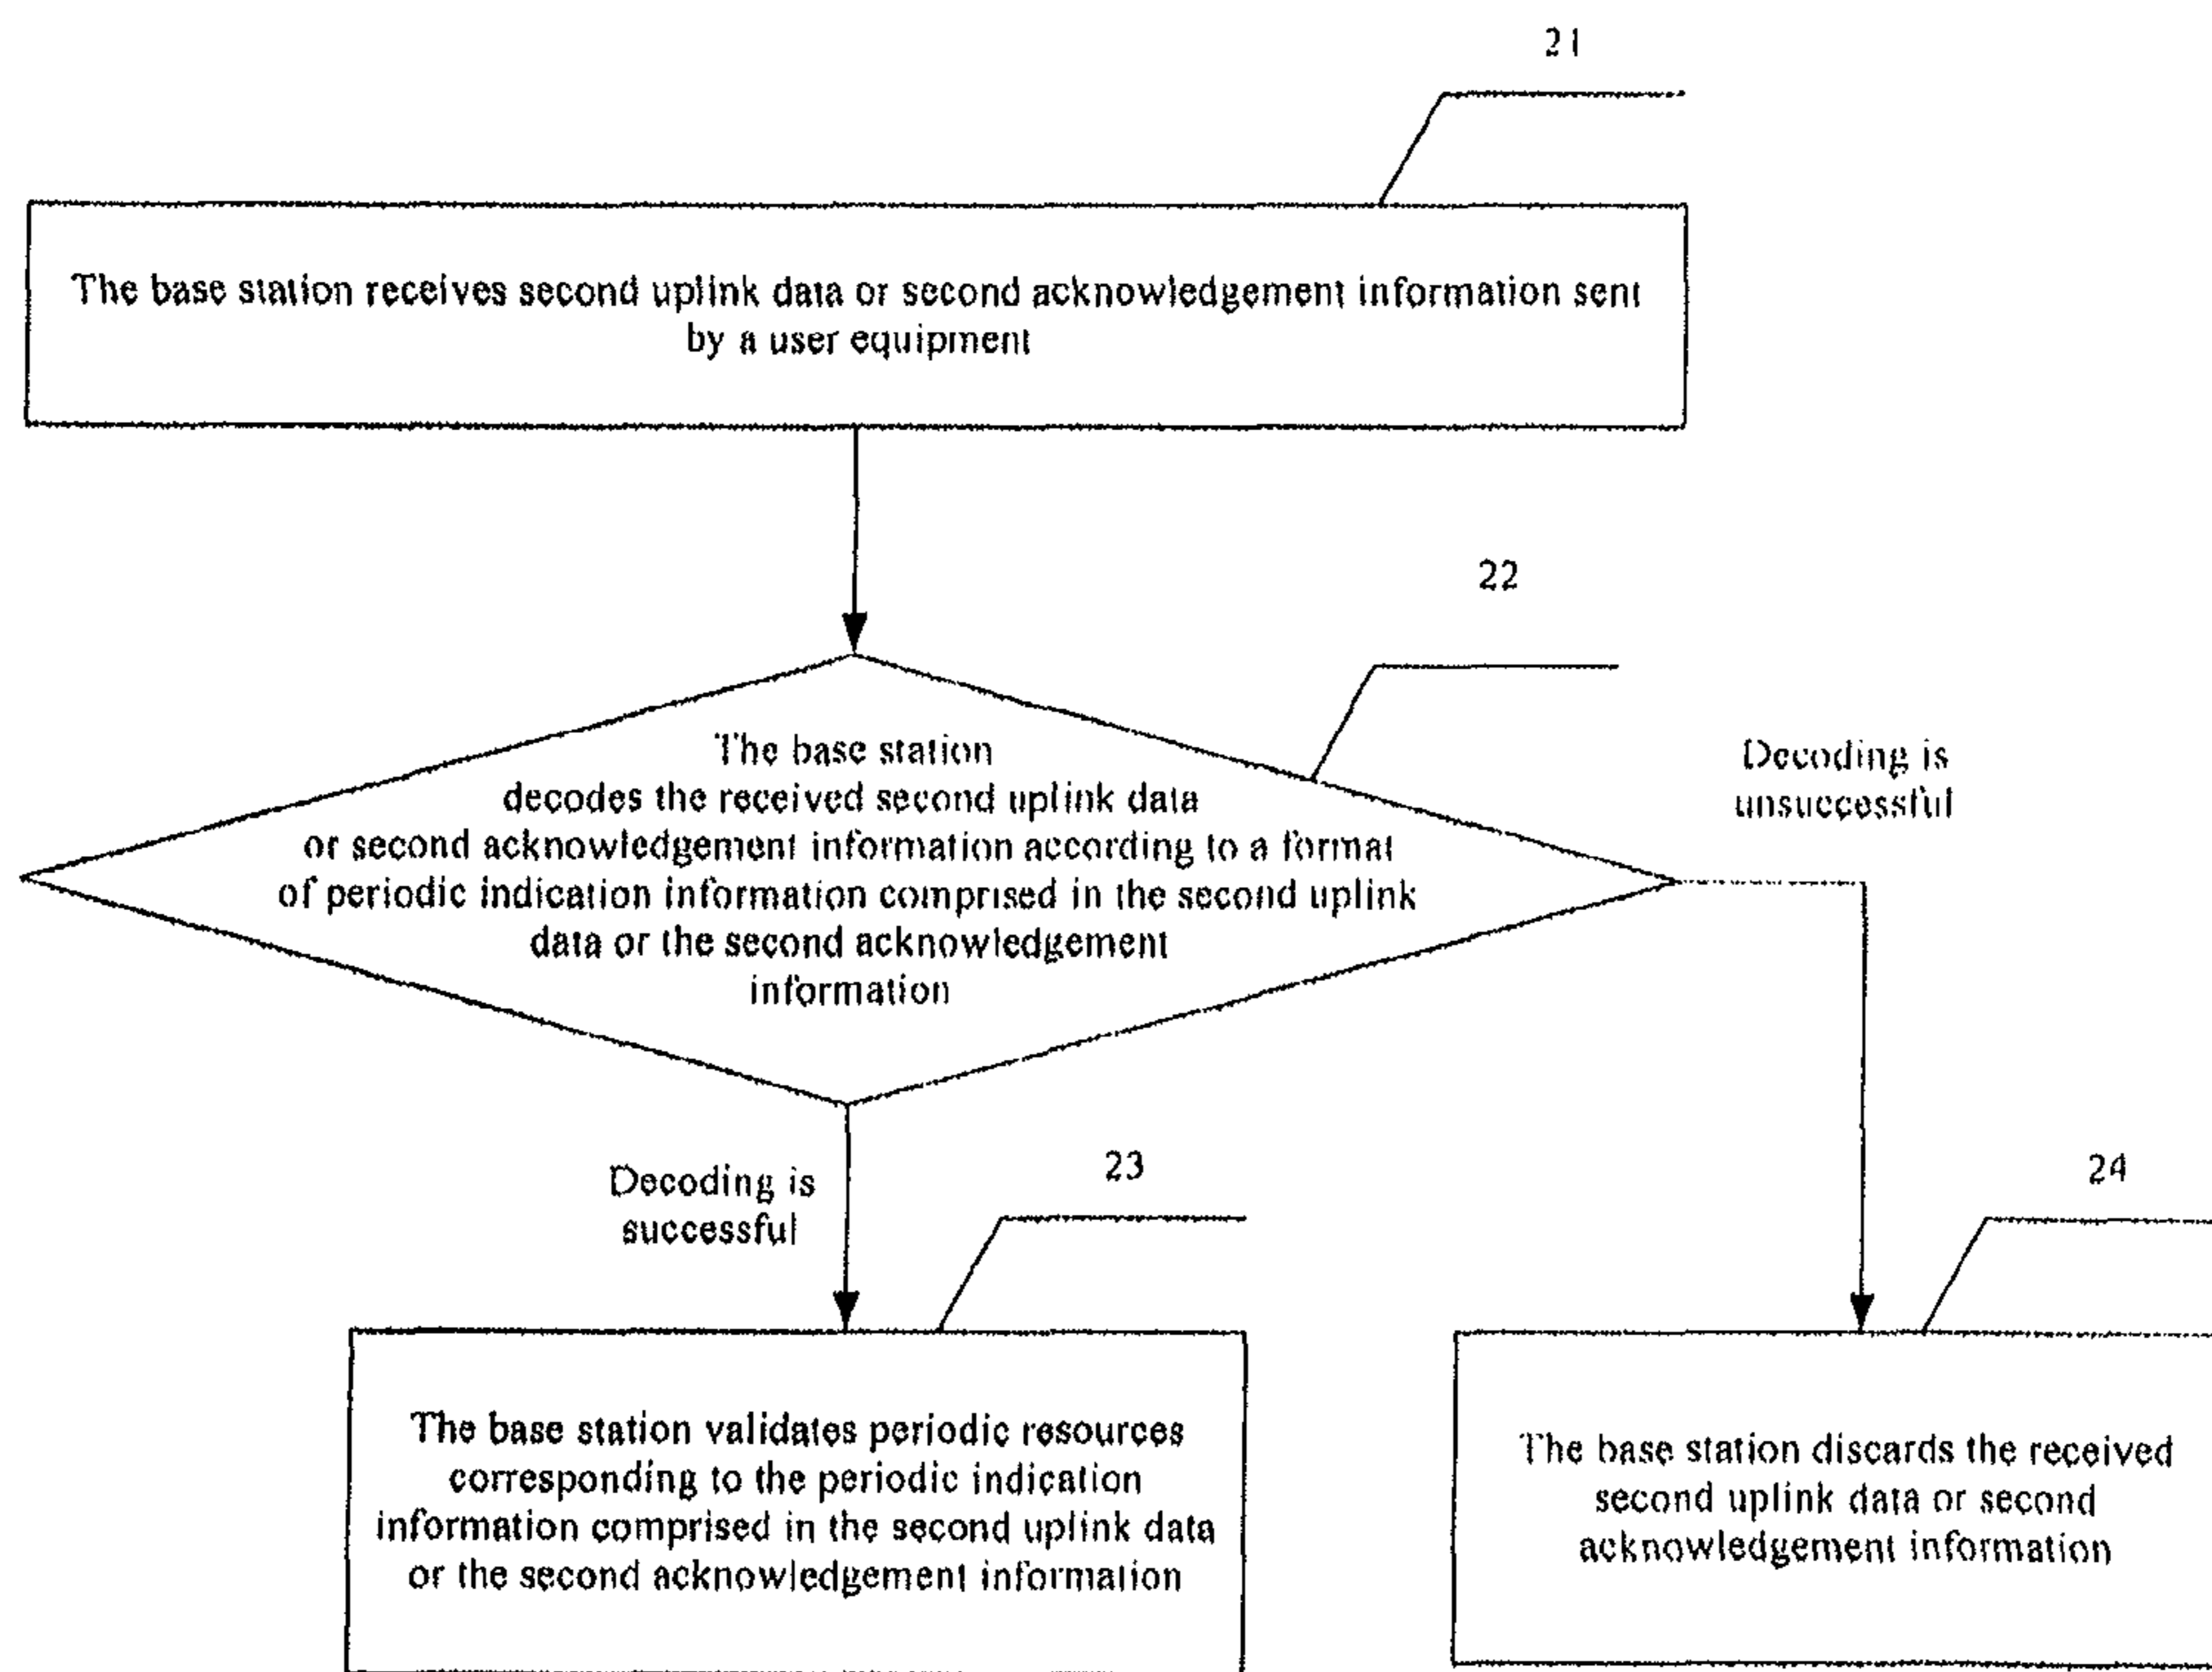 21
The base station receives second uplink data or second acknowledgement information sent
by a user equipment
22
The base station
decodes the received second uplink data
or second acknowledgement information according to a format
of periodic indication information comprised in the second uplink
data or the second acknowledgement
information
Decoding is
unsuccessful
Decoding is
successful
23
24
The base station validates periodic resources
corresponding to the periodic indication
information comprised in the second uplink data
or the second acknowledgement information
The base station discards the received
second uplink data or second
acknowledgement information